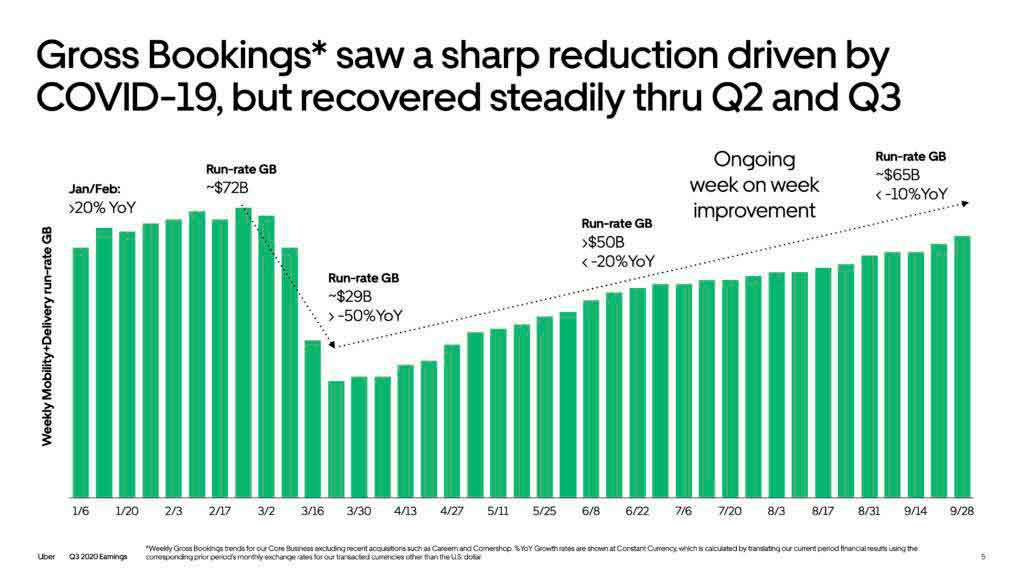 Gross Bookings* saw a sharp reduction driven by
COVID-19, but recovered steadily thru Q2 and Q3
Jan/Feb:
>20% YoY
Run-rate GB
~$72B
Run-rate GB
~$29B
> -50%YoY
Run-rate GB
>$50B
< -20%YoY
Ongoing
week on week
improvement
Run-rate GB
~$65B
< -10%YoY
Weekly Mobility+Delivery run-rate GB
1/6 1/20 2/3 2/17 3/2 3/16 3/30 4/13 4/27 5/11 5/25 6/8 6/22 7/6 7/20 8/3 8/17 8/31 9/14 9/28
*Weekly Gross Bookings trends for our Core Business excluding recent acquisitions such as Careem and Cornershop. %YoY Growth rates are shown at Constant Currency, which is calculated by translating our current period financial results using the
corresponding prior period's monthly exchange rates for our transacted currencies other than the U.S. dollar
Uber Q3 2020 Earnings 5